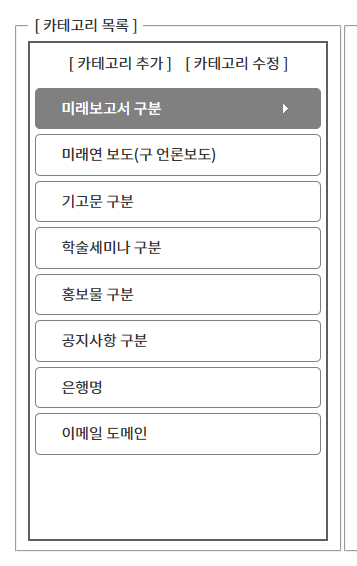 [ 카테고리 목록 ]
[ 카테고리 추가 ] [ 카테고리 수정 ]
미래보고서 구분
미래연 보도(구 언론보도)
기고문 구분
학술세미나 구분
홍보물 구분
공지사항 구분
은행명
이메일 도메인